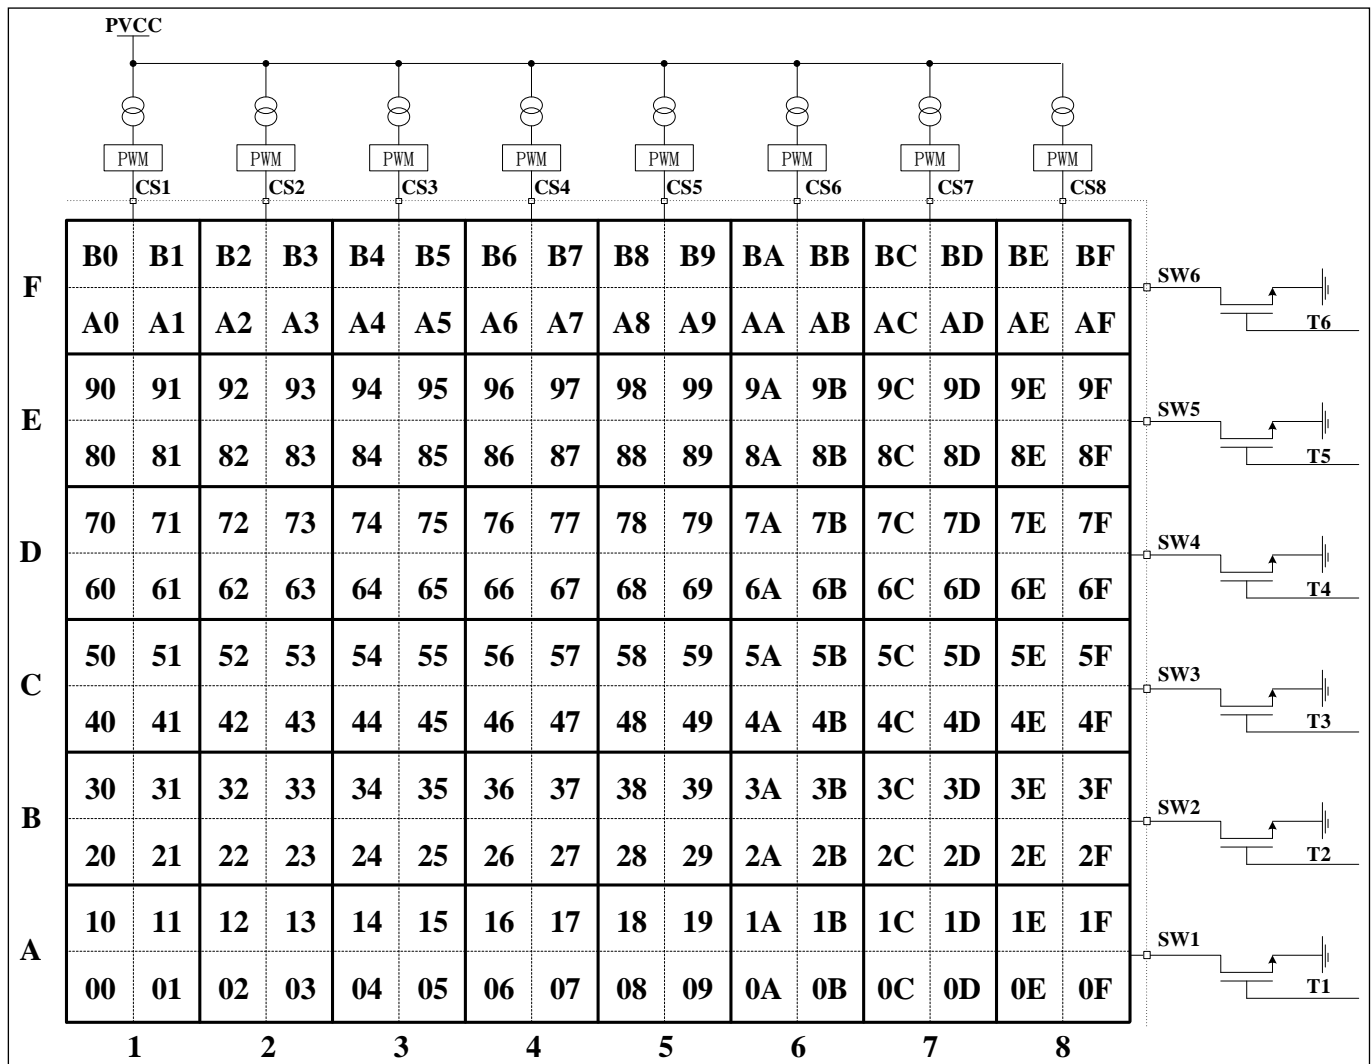 PVCC
PWM PWM PWM PWM PWM PWM PWM PWM
CS1 CS2 CS3 CS4 CS5 CS6 CS7 CS8
B0 B1 B2 B3 B4 B5 B6 B7 B8 B9 BA BB BC BD BE BF
SW6
F
A0 A1 A2 A3 A4 A5 A6 A7 A8 A9 AA AB AC AD AE AF
T6
90 91 92 93 94 95 96 97 98 99 9A 9B 9C 9D 9E 9F
SW5
E
80 81 82 83 84 85 86 87 88 89 8A 8B 8C 8D 8E 8F
T5
70 71 72 73 74 75 76 77 78 79 7A 7B 7C 7D 7E 7F
SW4
D
60 61 62 63 64 65 66 67 68 69 6A 6B 6C 6D 6E 6F
T4
50 51 52 53 54 55 56 57 58 59 5A 5B 5C 5D 5E 5F
SW3
C
40 41 42 43 44 45 46 47 48 49 4A 4B 4C 4D 4E 4F
T3
30 31 32 33 34 35 36 37 38 39 3A 3B 3C 3D 3E 3F
SW2
B
20 21 22 23 24 25 26 27 28 29 2A 2B 2C 2D 2E 2F
T2
10 11 12 13 14 15 16 17 18 19 1A 1B 1C 1D 1E 1F
SW1
A
00 01 02 03 04 05 06 07 08 09 0A 0B 0C 0D 0E 0F
T1
1 2 3 4 5 6 7 8